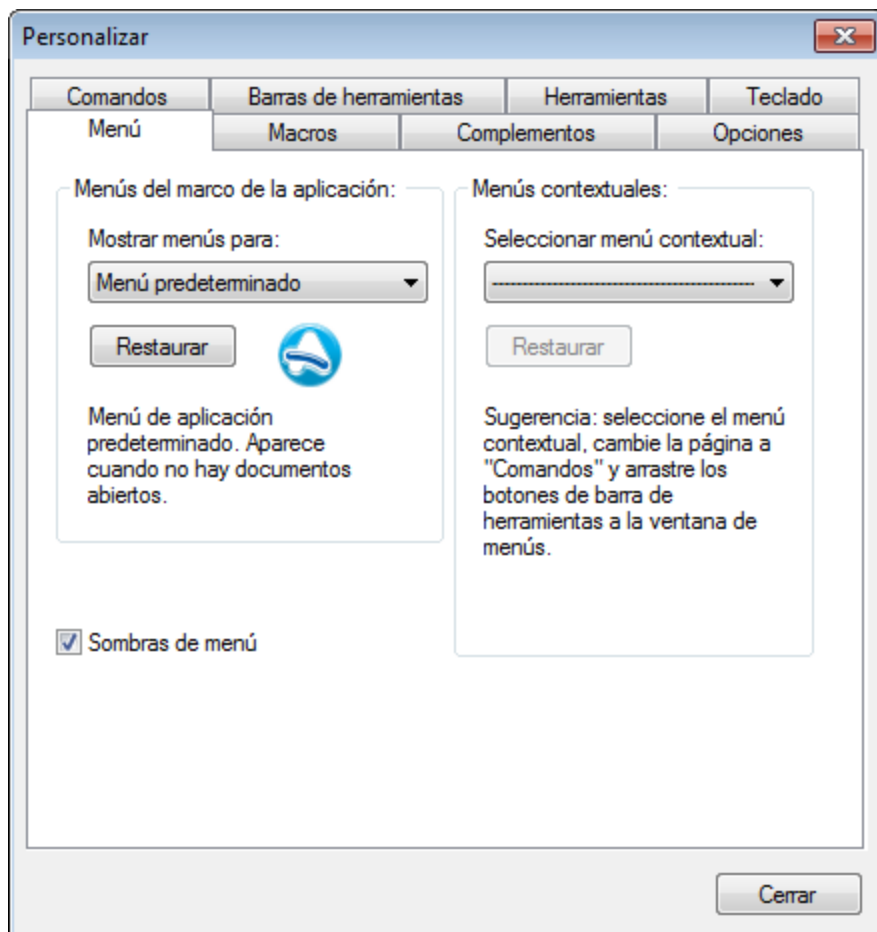 Personalizar
Comandos Barras de herramientas Herramientas Teclado
Menú Macros Complementos Opciones
Menús del marco de la aplicación:
Mostrar menús para:
Menú predeterminado
Restaurar
Menú de aplicación
predeterminado. Aparece
cuando no hay documentos
abiertos.
Menús contextuales:
Seleccionar menú contextual:
Restaurar
Sugerencia: seleccione el menú
contextual, cambie la página a
"Comandos" y arrastre los
botones de barra de
herramientas a la ventana de
menús.
Sombras de menú
Cerrar